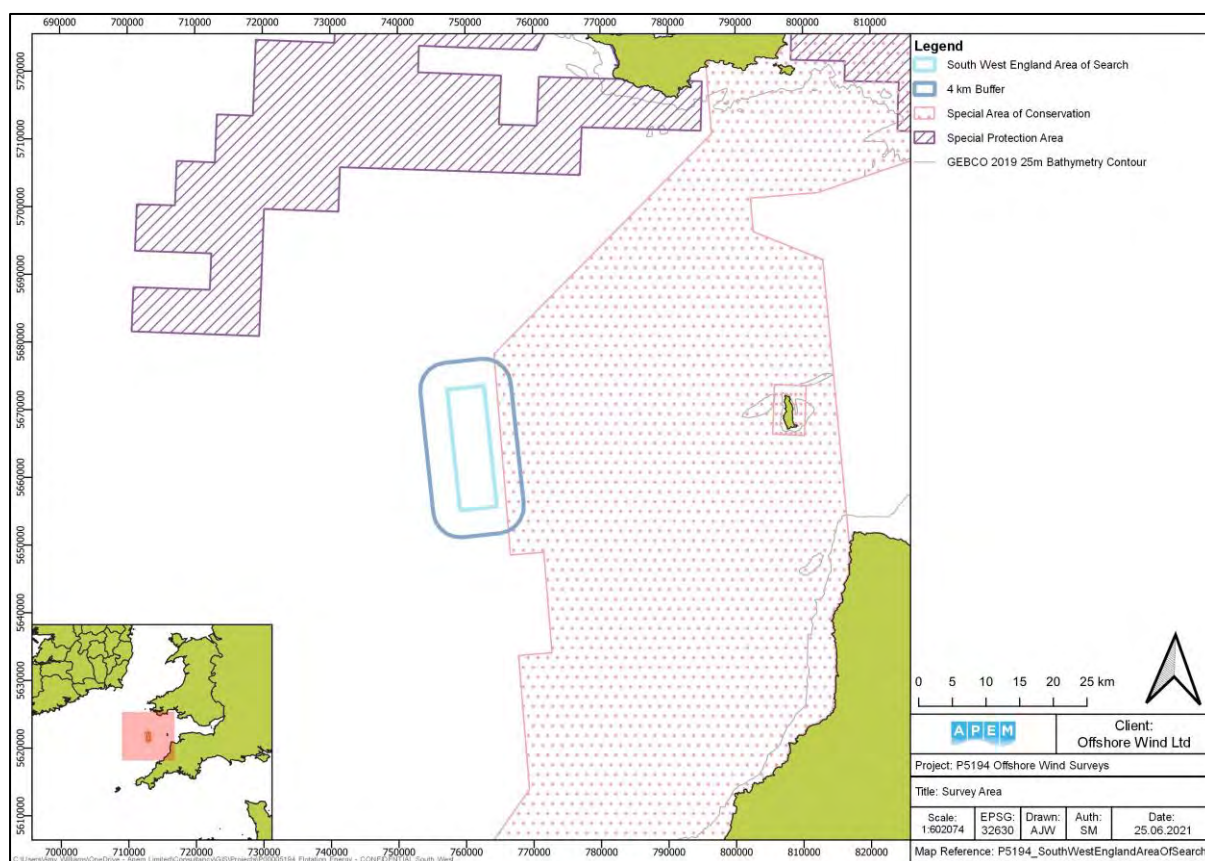 690000 700000 710000 720000 730000 740000 750000 760000 770000 780000 790000 800000 810000
5720000
5710000
5700000
5690000
5680000
5670000
5660000
5650000
5640000
5630000
5620000
5610000
700000 710000 720000 730000 740000 750000 760000 770000 780000 790000 800000 810000 820000
Legend
South West England Area of Search
4 km Buffer
Special Area of Conservation
Special Protection Area
GEBCO 2019 25m Bathymetry Contour
0 5 10 15 20 25 km
APEM
Client:
Offshore Wind Ltd
Project: P5194 Offshore Wind Surveys
Title: Survey Area
Scale:
1:602074
EPSG:
32630
Drawn:
AJW
Auth:
SM
Date:
25.06.2021
Map Reference: P5194_SouthWestEnglandAreaOfSearch